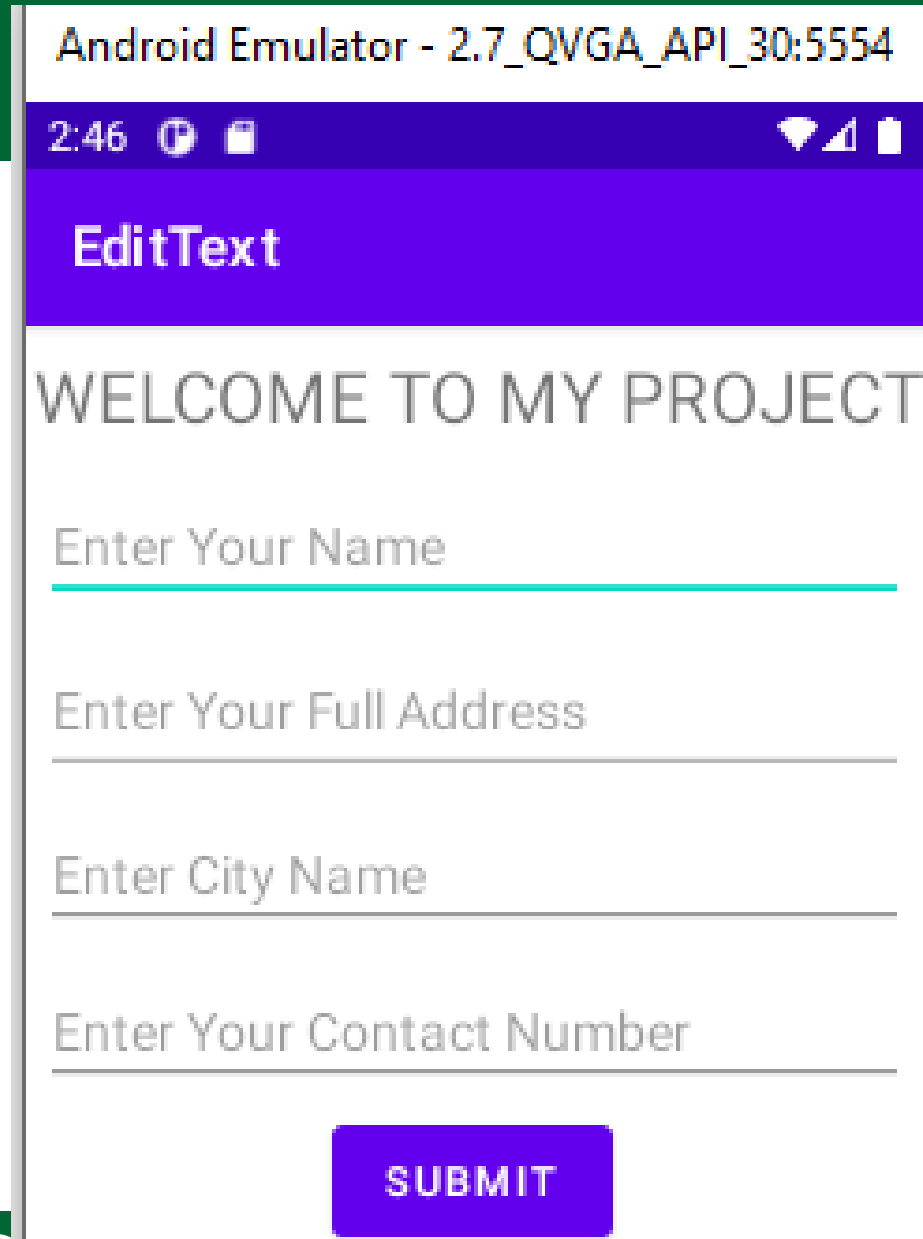 Android Emulator - 2.7_QVGA_API_30:5554
2:46
EditText
WELCOME TO MY PROJECT
Enter Your Name
Enter Your Full Address
Enter City Name
Enter Your Contact Number
SUBMIT